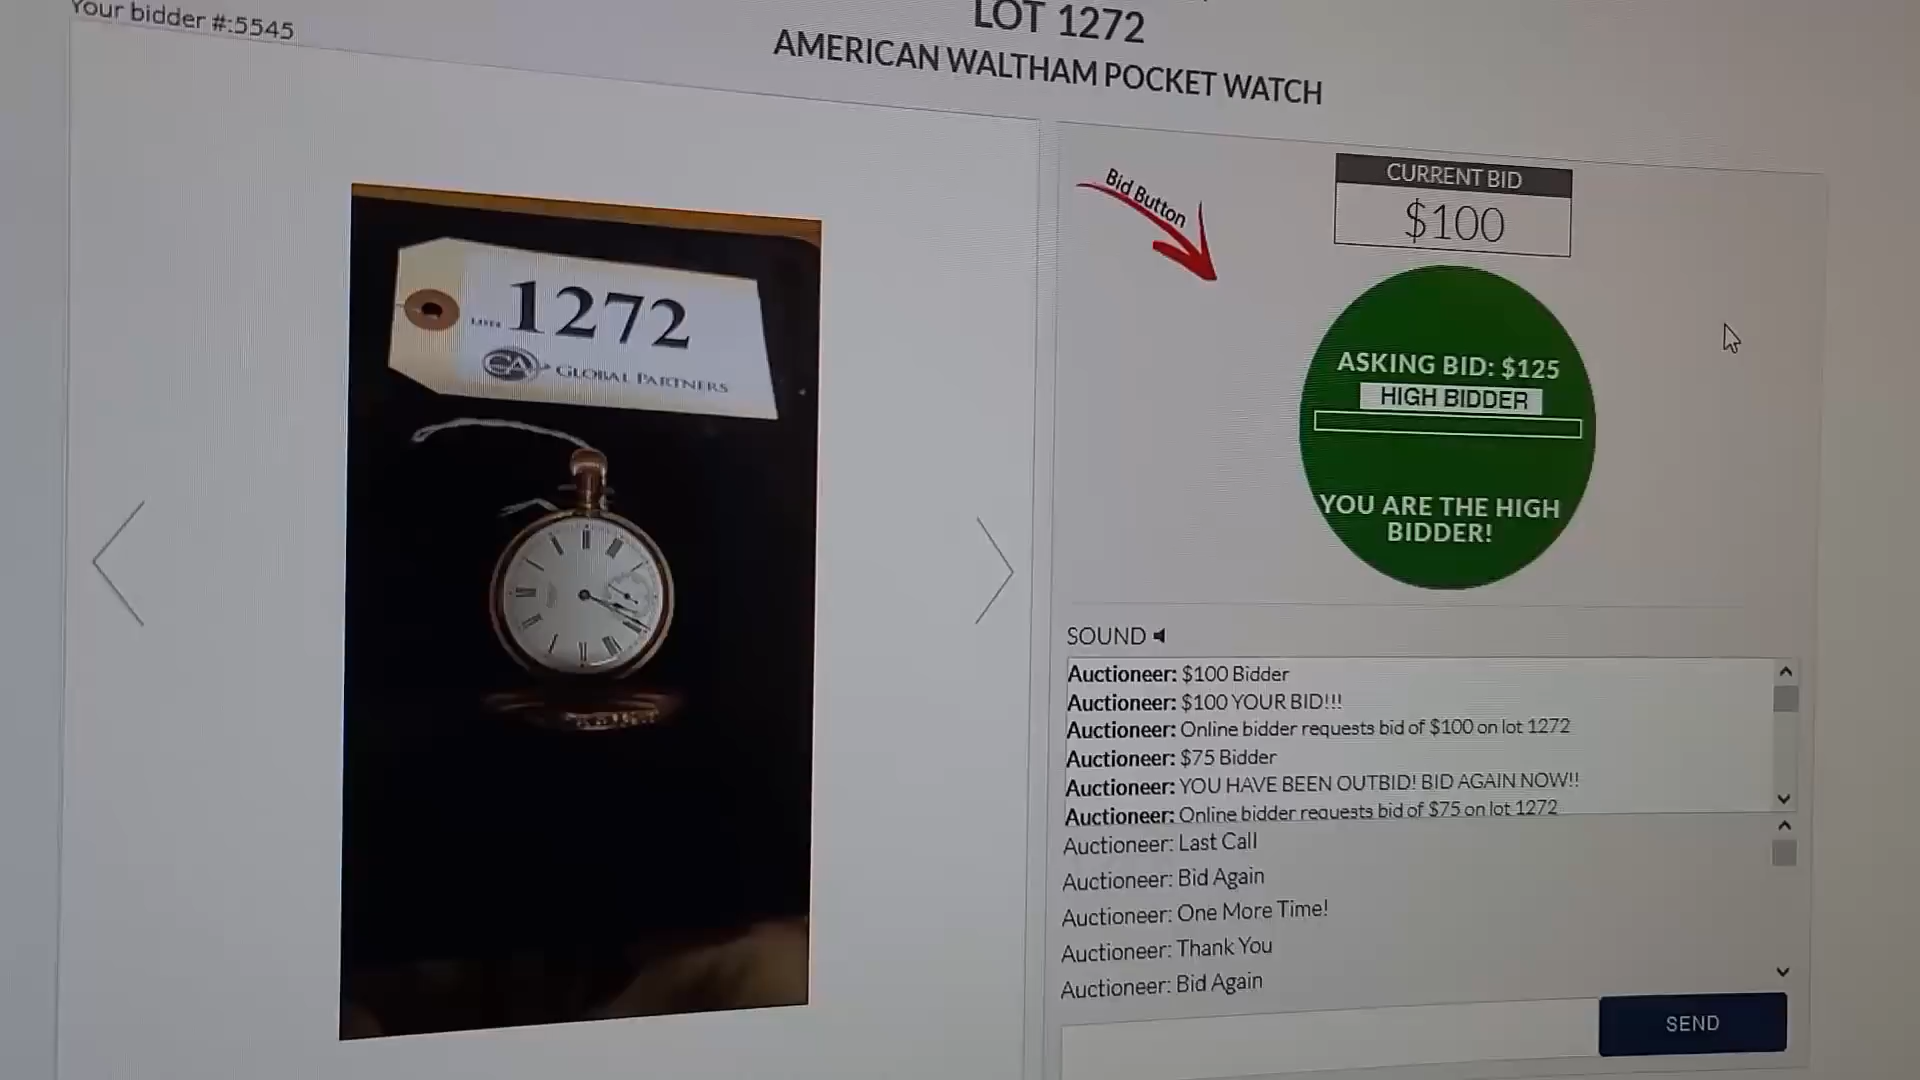 Your bidder #:5545
LOT 1272
AMERICAN WALTHAM POCKET WATCH
1272
GLOBAL PARTNERS
Bid Button
CURRENT BID
$100
ASKING BID: $125
HIGH BIDDER
YOU ARE THE HIGH
BIDDER!
SOUND
Auctioneer: $100 Bidder
Auctioneer: $100 YOUR BID!!!
Auctioneer: Online bidder requests bid of $100 on lot 1272
Auctioneer: $75 Bidder
Auctioneer: YOU HAVE BEEN OUTBID! BID AGAIN NOW!!
Auctioneer: Online bidder requests bid of $75 on lot 1272
Auctioneer: Last Call
Auctioneer: Bid Again
Auctioneer: One More Time!
Auctioneer: Thank You
Auctioneer: Bid Again
SEND